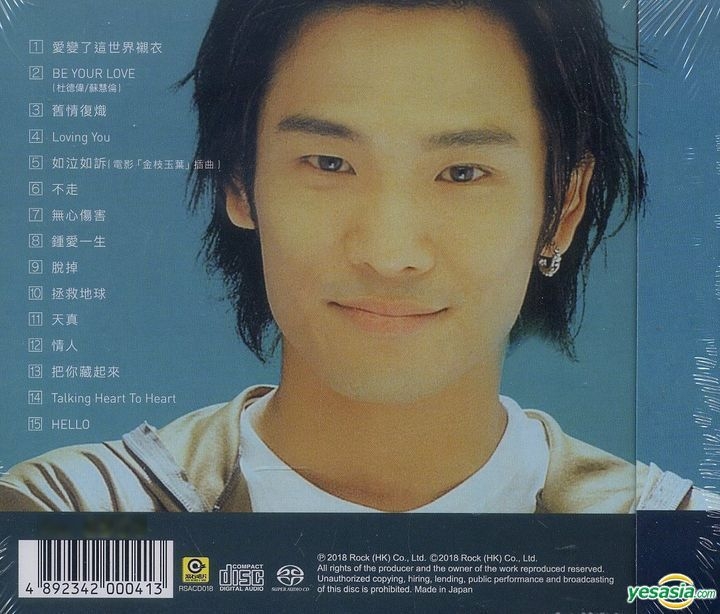 1 愛變了這世界襯衣
2 BE YOUR LOVE
(杜德偉/蘇慧倫)
3 舊情復熾
4 Loving You
5 如泣如訴(電影「金枝玉葉」插曲)
6 不走
7 無心傷害
8 鍾愛一生
9 脫掉
10 拯救地球
11 天真
12 情人
13 把你藏起來
14 Talking Heart To Heart
15 HELLO
4 892342 000413
滾石唱片
RSACD018
COMPACT
disc
DIGITAL AUDIO
SUPER AUDIO CD
℗2018 Rock (HK) Co., Ltd. ©2018 Rock (HK) Co., Ltd.
All rights of the producer and the owner of the work reproduced reserved.
Unauthorized copying, hiring, lending, public performance and broadcasting
of this disc is prohibited. Made in Japan
yesasia.com